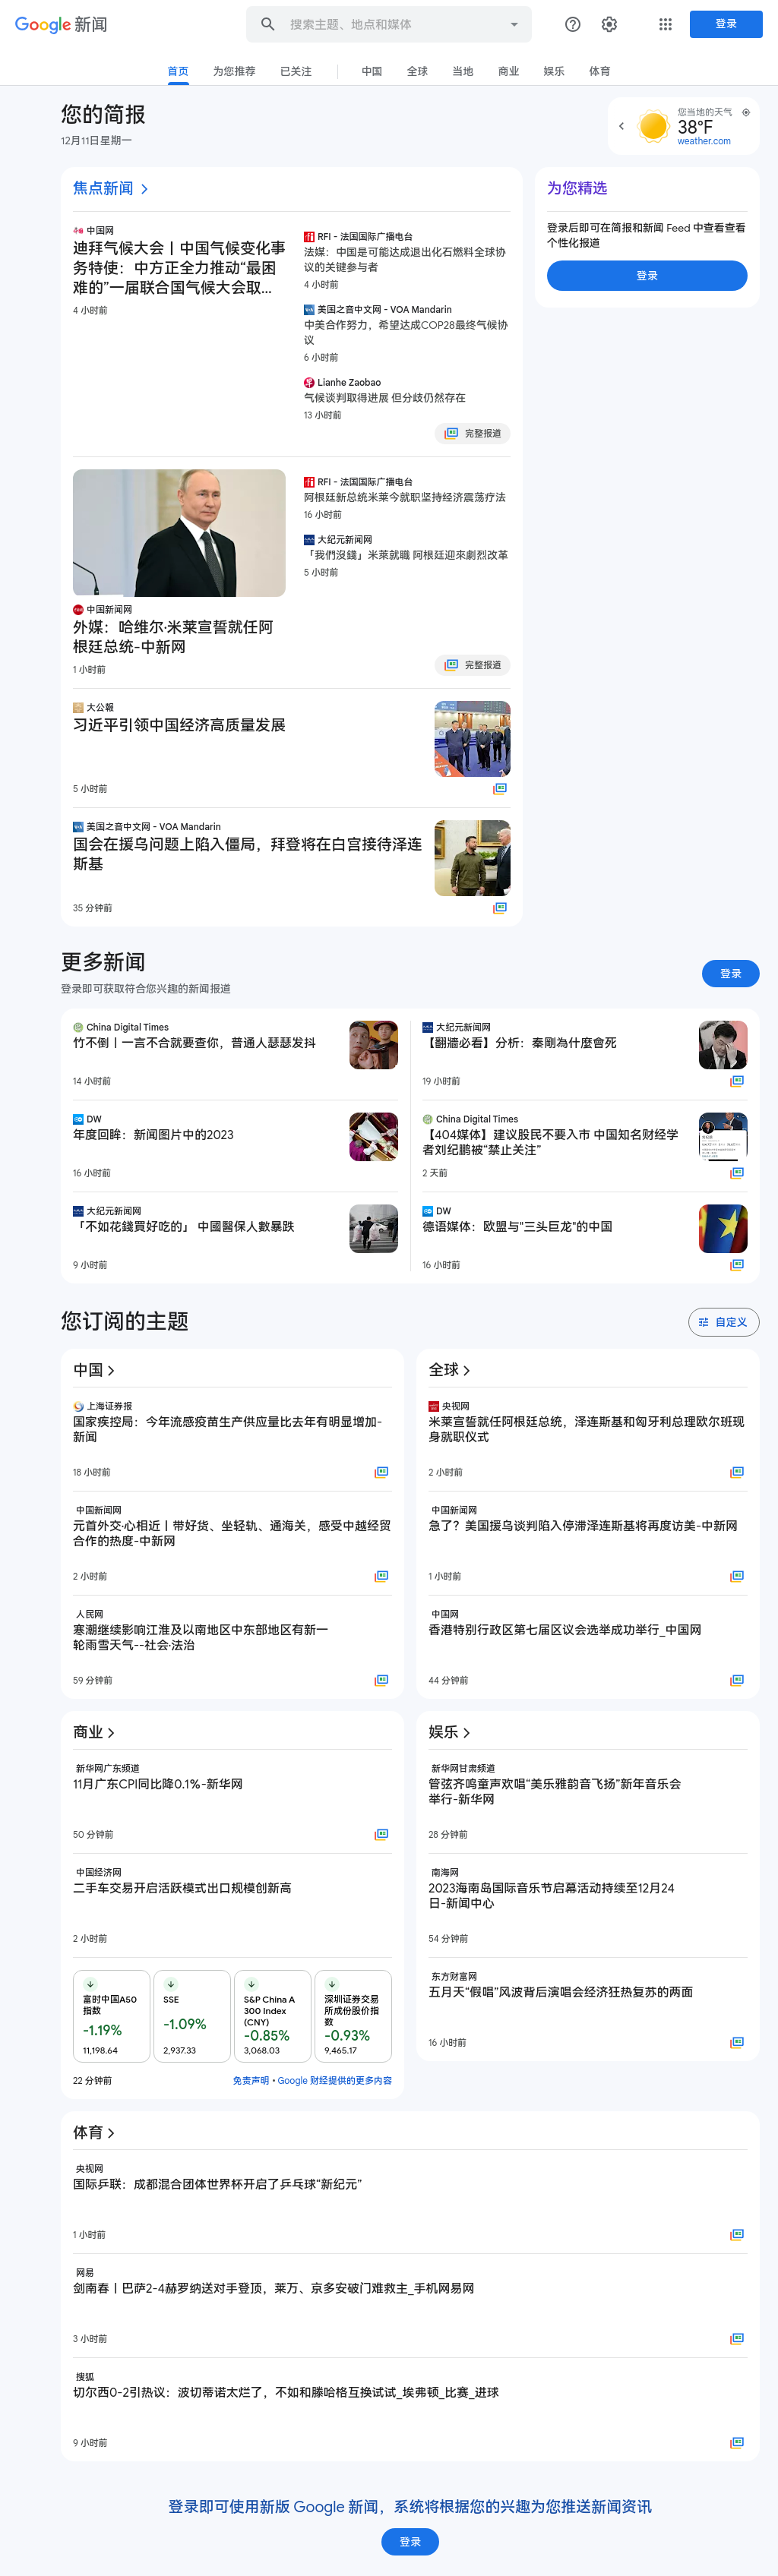 Google 新闻
搜索主题、地点和媒体
登录
首页
为您推荐
已关注
中国
全球
当地
商业
娱乐
体育
您的简报
12月11日星期一
您当地的天气
38°F
weather.com
焦点新闻
中国网
迪拜气候大会丨中国气候变化事
务特使：中方正全力推动“最困
难的”一届联合国气候大会取...
4 小时前
RFI - 法国国际广播电台
法媒：中国是可能达成退出化石燃料全球协
议的关键参与者
4 小时前
美国之音中文网 - VOA Mandarin
中美合作努力，希望达成COP28最终气候协
议
6 小时前
Lianhe Zaobao
气候谈判取得进展 但分歧仍然存在
13 小时前
完整报道
中国新闻网
外媒：哈维尔·米莱宣誓就任阿
根廷总统-中新网
1 小时前
RFI - 法国国际广播电台
阿根廷新总统米莱今就职坚持经济震荡疗法
16 小时前
大纪元新闻网
「我們沒錢」米萊就職 阿根廷迎來劇烈改革
5 小时前
完整报道
大公報
习近平引领中国经济高质量发展
5 小时前
美国之音中文网 - VOA Mandarin
国会在援乌问题上陷入僵局，拜登将在白宫接待泽连
斯基
35 分钟前
为您精选
登录后即可在简报和新闻 Feed 中查看查看
个性化报道
登录
更多新闻
登录即可获取符合您兴趣的新闻报道
登录
China Digital Times
竹不倒丨一言不合就要查你，普通人瑟瑟发抖
14 小时前
DW
年度回眸：新闻图片中的2023
16 小时前
大纪元新闻网
「不如花錢買好吃的」 中國醫保人數暴跌
9 小时前
大纪元新闻网
【翻牆必看】分析：秦剛為什麼會死
19 小时前
China Digital Times
【404媒体】建议股民不要入市 中国知名财经学
者刘纪鹏被“禁止关注”
2 天前
DW
德语媒体：欧盟与"三头巨龙"的中国
16 小时前
您订阅的主题
自定义
中国
上海证券报
国家疾控局：今年流感疫苗生产供应量比去年有明显增加-
新闻
18 小时前
中国新闻网
元首外交·心相近丨带好货、坐轻轨、通海关，感受中越经贸
合作的热度-中新网
2 小时前
人民网
寒潮继续影响江淮及以南地区中东部地区有新一
轮雨雪天气--社会·法治
59 分钟前
全球
央视网
米莱宣誓就任阿根廷总统，泽连斯基和匈牙利总理欧尔班现
身就职仪式
2 小时前
中国新闻网
急了？美国援乌谈判陷入停滞泽连斯基将再度访美-中新网
1 小时前
中国网
香港特别行政区第七届区议会选举成功举行_中国网
44 分钟前
商业
新华网广东频道
11月广东CPI同比降0.1%-新华网
50 分钟前
中国经济网
二手车交易开启活跃模式出口规模创新高
2 小时前
富时中国A50
指数
-1.19%
11,198.64
SSE
-1.09%
2,937.33
S&P China A
300 Index
(CNY)
-0.85%
3,068.03
深圳证券交易
所成份股价指
数
-0.93%
9,465.17
22 分钟前
免责声明 • Google 财经提供的更多内容
娱乐
新华网甘肃频道
管弦齐鸣童声欢唱“美乐雅韵音飞扬”新年音乐会
举行-新华网
28 分钟前
南海网
2023海南岛国际音乐节启幕活动持续至12月24
日-新闻中心
54 分钟前
东方财富网
五月天“假唱”风波背后演唱会经济狂热复苏的两面
16 小时前
体育
央视网
国际乒联：成都混合团体世界杯开启了乒乓球“新纪元”
1 小时前
网易
剑南春丨巴萨2-4赫罗纳送对手登顶，莱万、京多安破门难救主_手机网易网
3 小时前
搜狐
切尔西0-2引热议：波切蒂诺太烂了，不如和滕哈格互换试试_埃弗顿_比赛_进球
9 小时前
登录即可使用新版 Google 新闻，系统将根据您的兴趣为您推送新闻资讯
登录